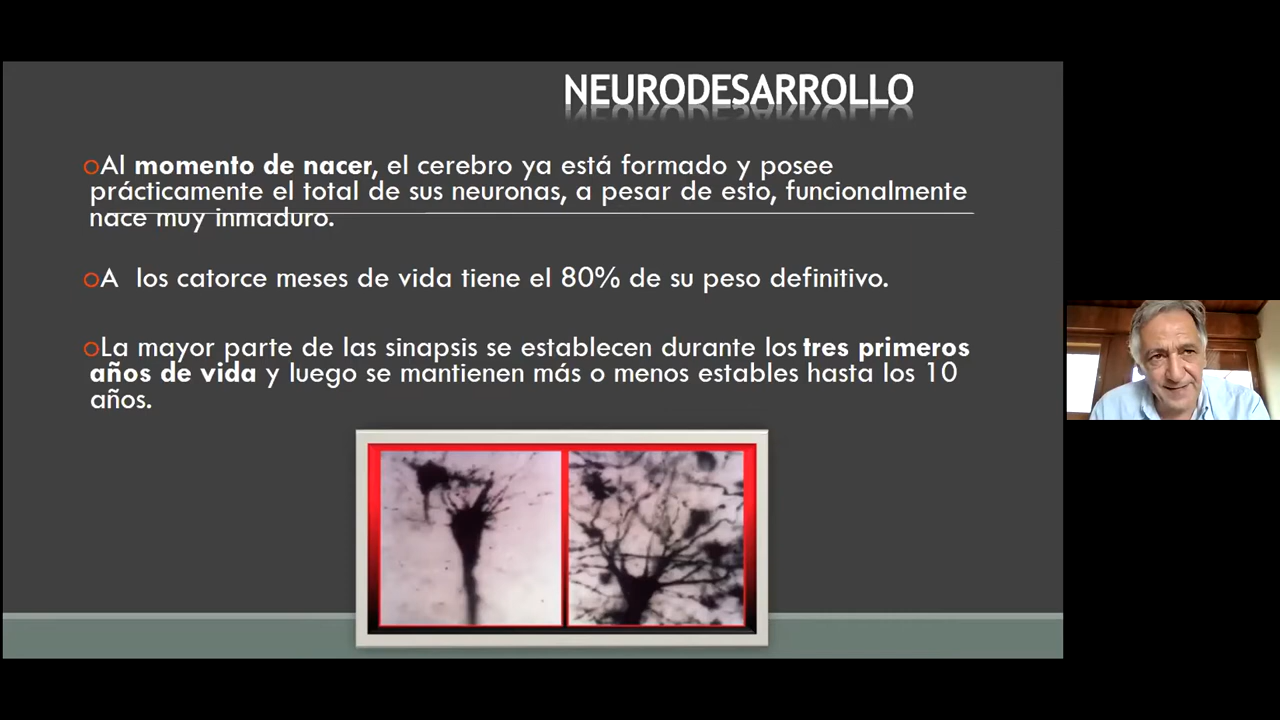 NEURODESARROLLO
oAl momento de nacer, el cerebro ya está formado y posee
prácticamente el total de sus neuronas, a pesar de esto, funcionalmente
nace muy inmaduro.
oA los catorce meses de vida tiene el 80% de su peso definitivo.
oLa mayor parte de las sinapsis se establecen durante los tres primeros
años de vida y luego se mantienen más o menos estables hasta los 10
años.